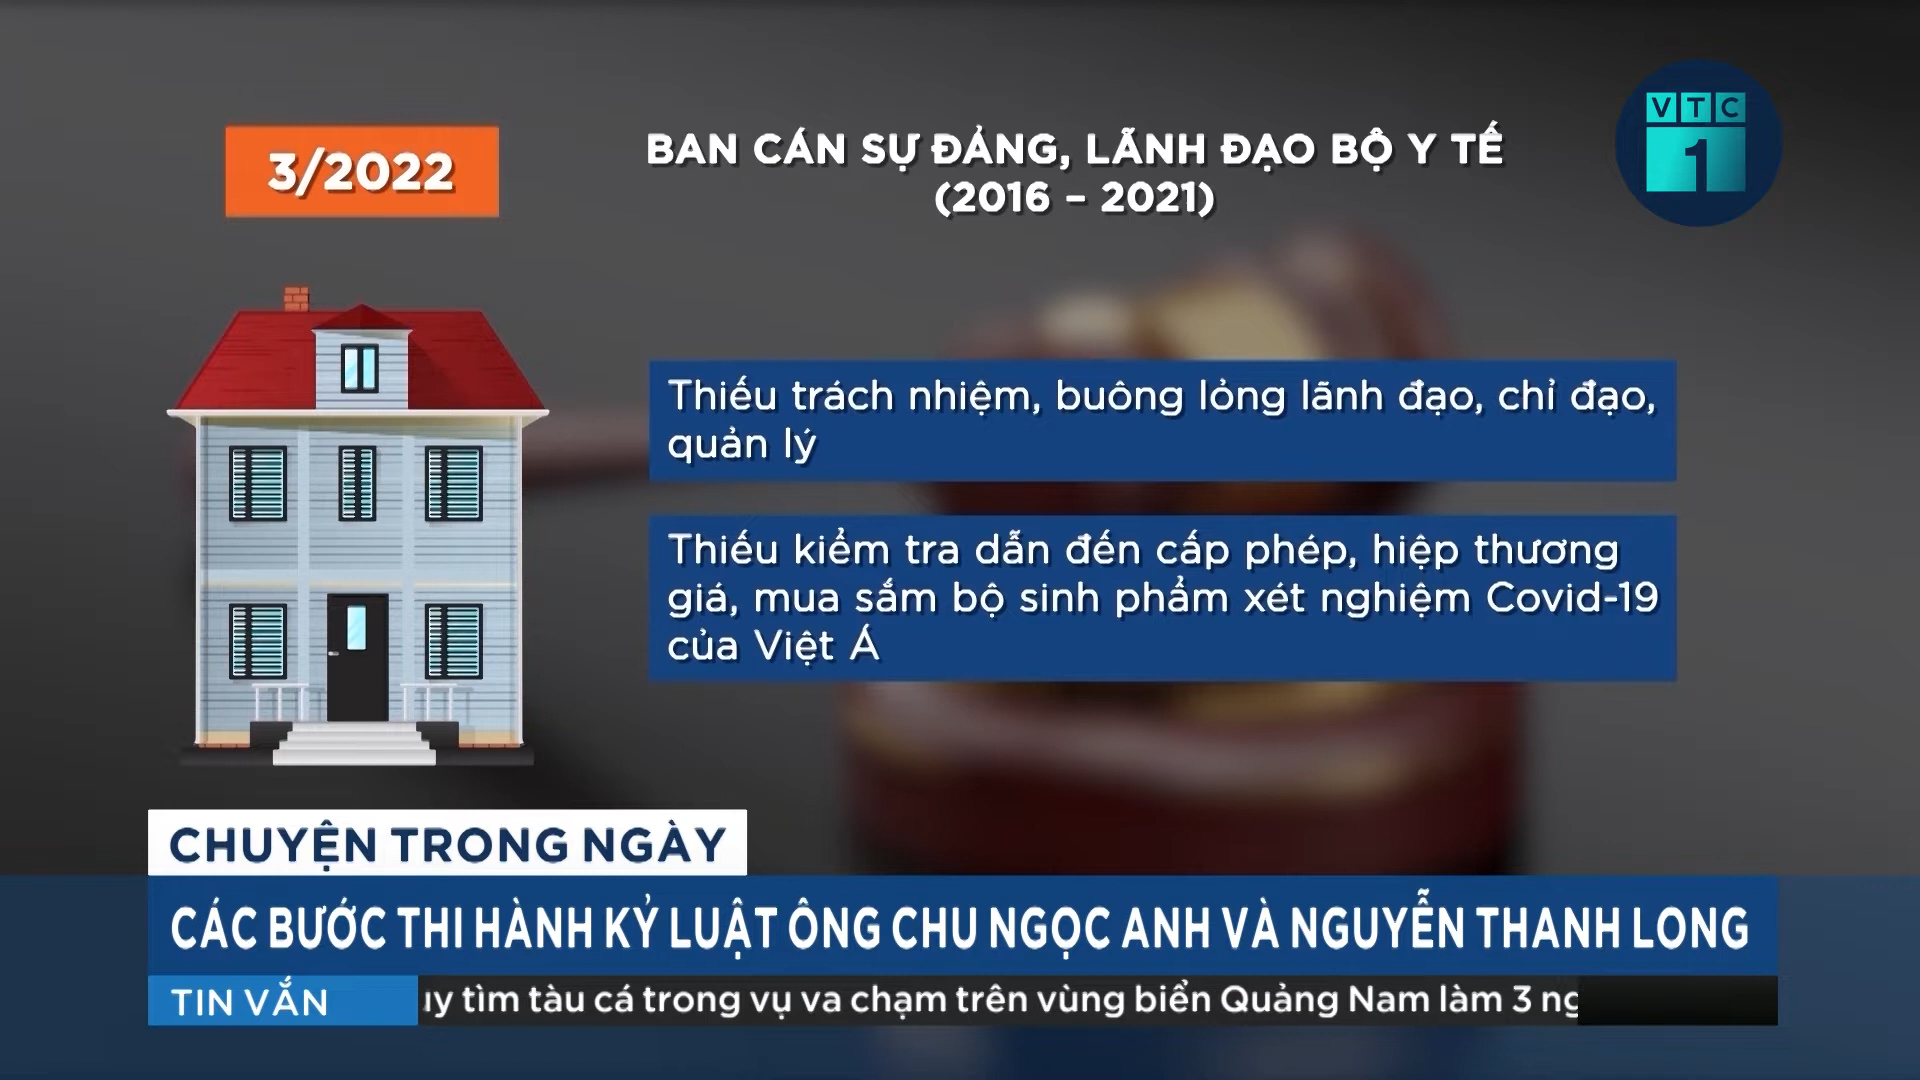 3/2022
BAN CÁN SỰ ĐẢNG, LÃNH ĐẠO BỘ Y TẾ
(2016 – 2021)
VTC
1
Thiếu trách nhiệm, buông lỏng lãnh đạo, chỉ đạo,
quản lý
Thiếu kiểm tra dẫn đến cấp phép, hiệp thương
giá, mua sắm bộ sinh phẩm xét nghiệm Covid-19
của Việt Á
CHUYỆN TRONG NGÀY
CÁC BƯỚC THI HÀNH KỶ LUẬT ÔNG CHU NGỌC ANH VÀ NGUYỄN THANH LONG
TIN VẮN
tìm tàu cá trong vụ va chạm trên vùng biển Quảng Nam làm 3